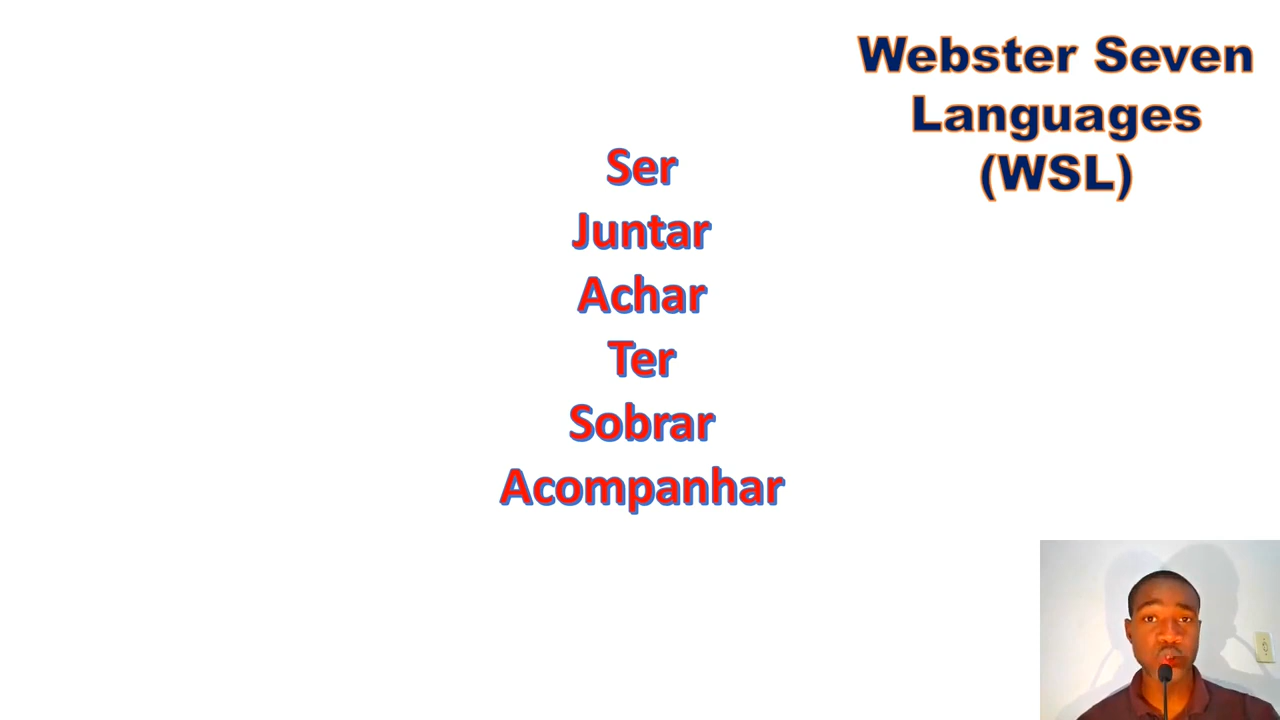 Webster Seven
Languages
(WSL)
Ser
Juntar
Achar
Ter
Sobrar
Acompanhar